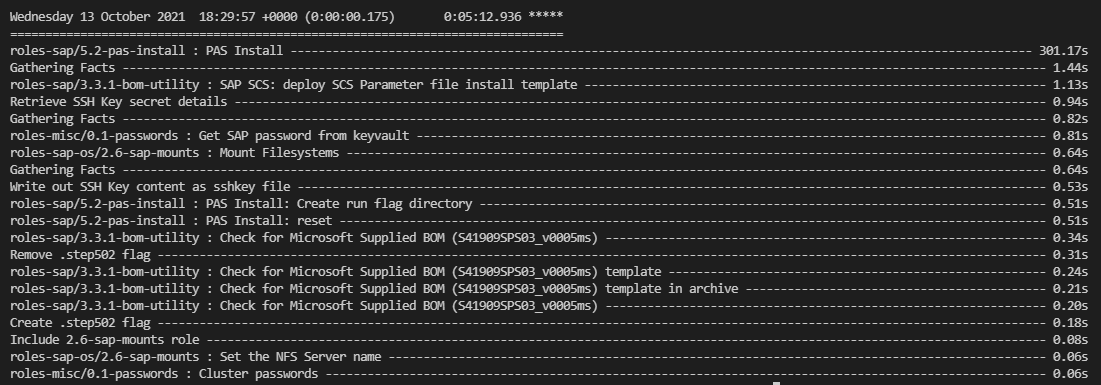 Wednesday 13 October 2021  18:29:57 +0000 (0:00:00.175)       0:05:12.936 *****
===============================================================================
roles-sap/5.2-pas-install : PAS Install ------------------------------------------------------------------------------------------------------------ 301.17s
Gathering Facts ------------------------------------------------------------------------------------------------------------------------------------ 1.44s
roles-sap/3.3.1-bom-utility : SAP SCS: deploy SCS Parameter file install template ------------------------------------------------------------------ 1.13s
Retrieve SSH Key secret details -------------------------------------------------------------------------------------------------------------------- 0.94s
Gathering Facts ------------------------------------------------------------------------------------------------------------------------------------ 0.82s
roles-misc/0.1-passwords : Get SAP password from keyvault ------------------------------------------------------------------------------------------ 0.81s
roles-sap-os/2.6-sap-mounts : Mount Filesystems ---------------------------------------------------------------------------------------------------- 0.64s
Gathering Facts ------------------------------------------------------------------------------------------------------------------------------------ 0.64s
Write out SSH Key content as sshkey file ----------------------------------------------------------------------------------------------------------- 0.53s
roles-sap/5.2-pas-install : PAS Install: Create run flag directory --------------------------------------------------------------------------------- 0.51s
roles-sap/5.2-pas-install : PAS Install: reset ----------------------------------------------------------------------------------------------------- 0.51s
roles-sap/3.3.1-bom-utility : Check for Microsoft Supplied BOM (S41909SPS03_v0005ms) --------------------------------------------------------------- 0.34s
Remove .step502 flag ------------------------------------------------------------------------------------------------------------------------------- 0.31s
roles-sap/3.3.1-bom-utility : Check for Microsoft Supplied BOM (S41909SPS03_v0005ms) template ------------------------------------------------------ 0.24s
roles-sap/3.3.1-bom-utility : Check for Microsoft Supplied BOM (S41909SPS03_v0005ms) template in archive ------------------------------------------- 0.21s
roles-sap/3.3.1-bom-utility : Check for Microsoft Supplied BOM (S41909SPS03_v0005ms) --------------------------------------------------------------- 0.20s
Create .step502 flag ------------------------------------------------------------------------------------------------------------------------------- 0.18s
Include 2.6-sap-mounts role ------------------------------------------------------------------------------------------------------------------------ 0.08s
roles-sap-os/2.6-sap-mounts : Set the NFS Server name ---------------------------------------------------------------------------------------------- 0.06s
roles-misc/0.1-passwords : Cluster passwords ------------------------------------------------------------------------------------------------------- 0.06s